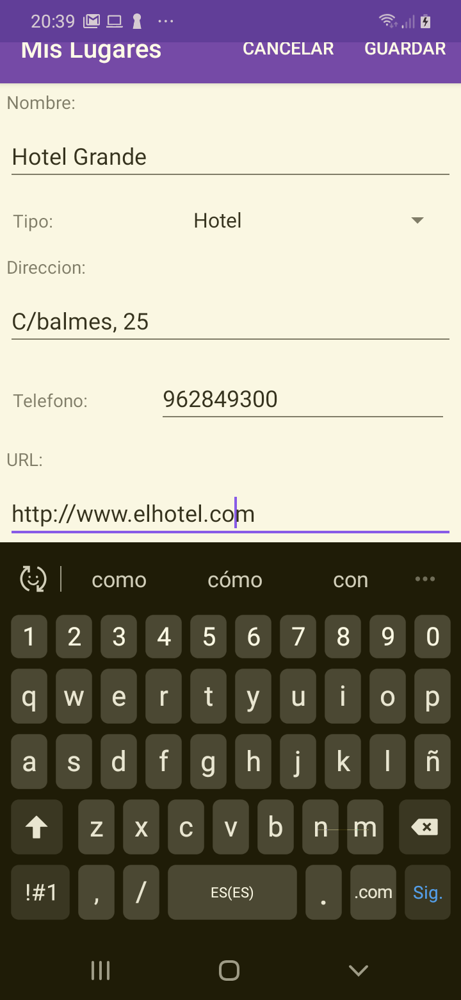 20:39
Mis Lugares CANCELAR GUARDAR
Nombre:
Hotel Grande
Tipo: Hotel
Direccion:
C/balmes, 25
Telefono: 962849300
URL:
http://www.elhotel.com
como cómo con
1 2 3 4 5 6 7 8 9 0
q w e r t y u i o p
a s d f g h j k l ñ
z x c v b n m
!#1 , / ES(ES) . .com Sig.